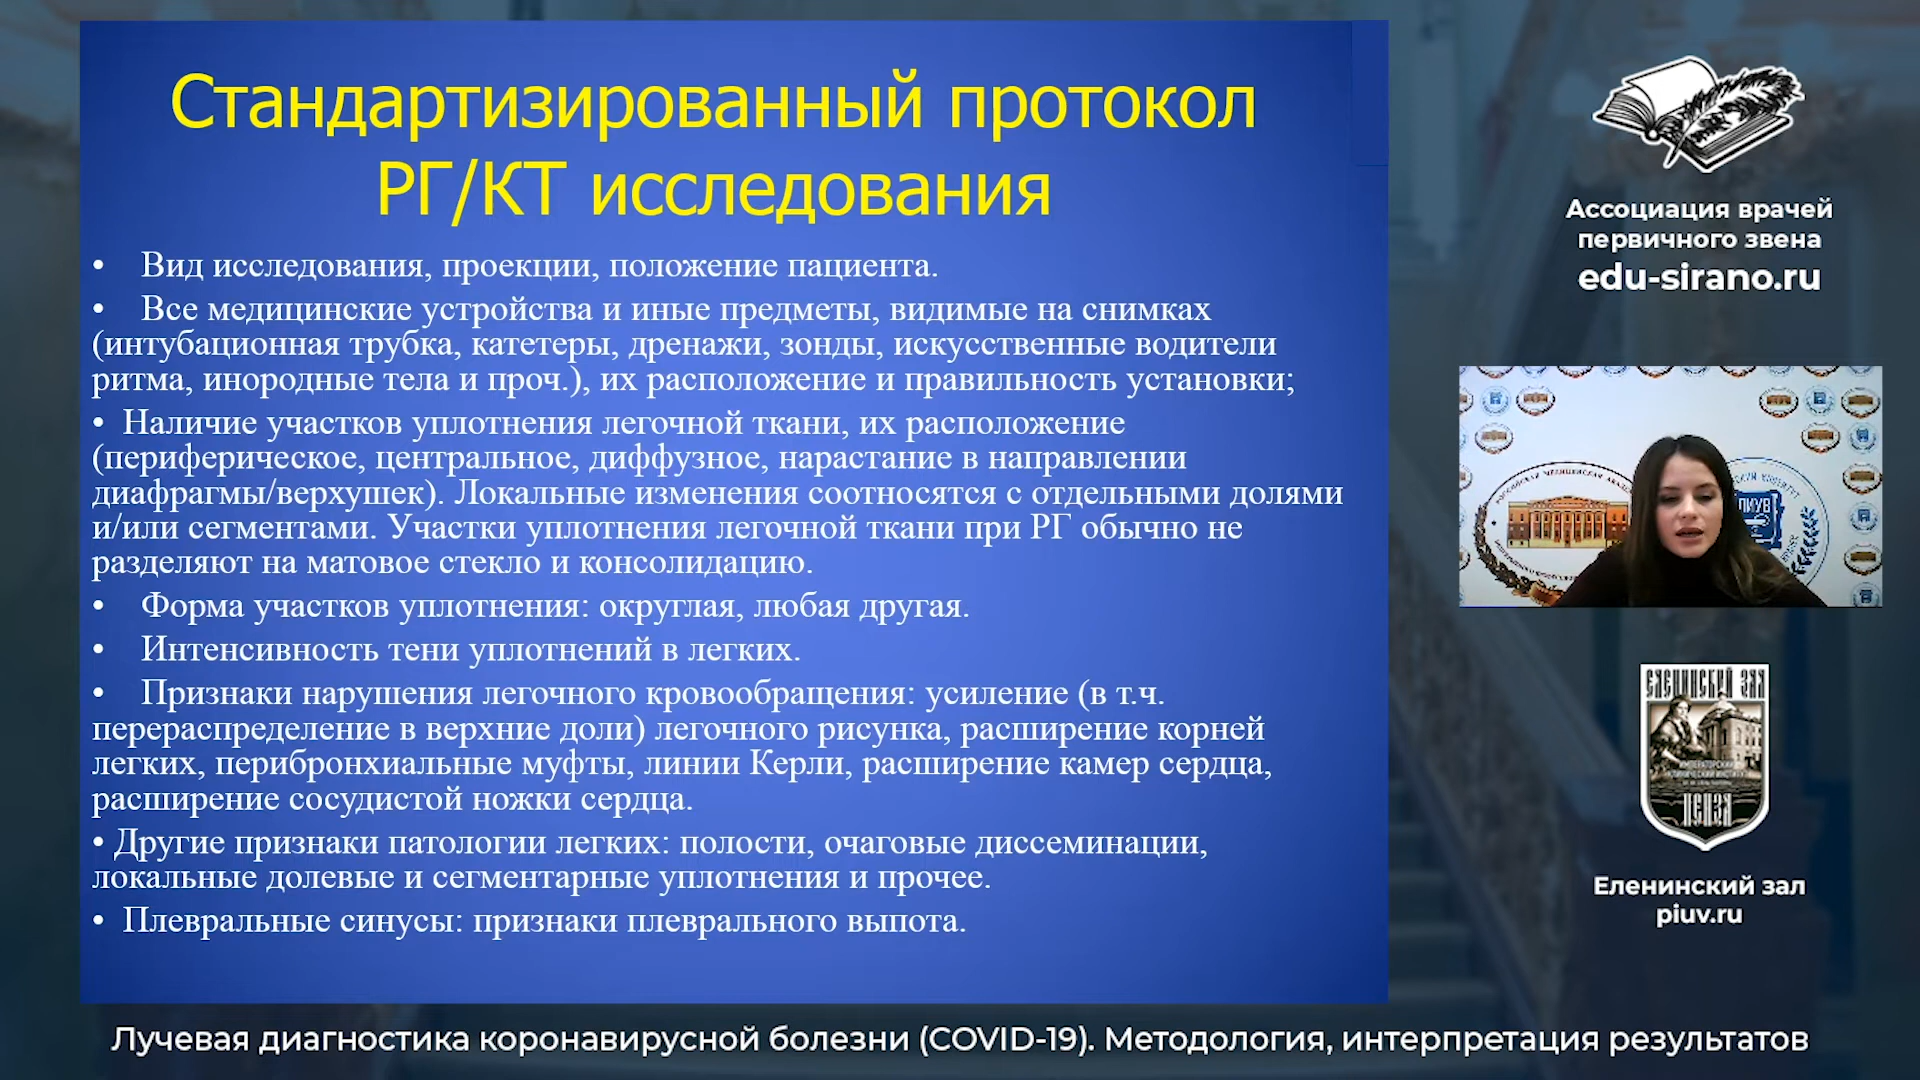 Стандартизированный протокол
РГ/КТ исследования
• Вид исследования, проекции, положение пациента.
• Все медицинские устройства и иные предметы, видимые на снимках
(интубационная трубка, катетеры, дренажи, зонды, искусственные водители
ритма, инородные тела и проч.), их расположение и правильность установки;
• Наличие участков уплотнения легочной ткани, их расположение
(периферическое, центральное, диффузное, нарастание в направлении
диафрагмы/верхушек). Локальные изменения соотносятся с отдельными долями
и/или сегментами. Участки уплотнения легочной ткани при РГ обычно не
разделяют на матовое стекло и консолидацию.
• Форма участков уплотнения: округлая, любая другая.
• Интенсивность тени уплотнений в легких.
• Признаки нарушения легочного кровообращения: усиление (в т.ч.
перераспределение в верхние доли) легочного рисунка, расширение корней
легких, перибронхиальные муфты, линии Керли, расширение камер сердца,
расширение сосудистой ножки сердца.
• Другие признаки патологии легких: полости, очаговые диссеминации,
локальные долевые и сегментарные уплотнения и прочее.
• Плевральные синусы: признаки плеврального выпота.
Ассоциация врачей
первичного звена
edu-sirano.ru
ПИУВ
ЕЛЕНИНСКИЙ ЗАЛ
ИМПЕРАТОРСКИЙ
КЛИНИЧЕСКИЙ ИНСТИТУТ
ПЕНЗА
Еленинский зал
piuv.ru
Лучевая диагностика коронавирусной болезни (COVID-19). Методология, интерпретация результатов